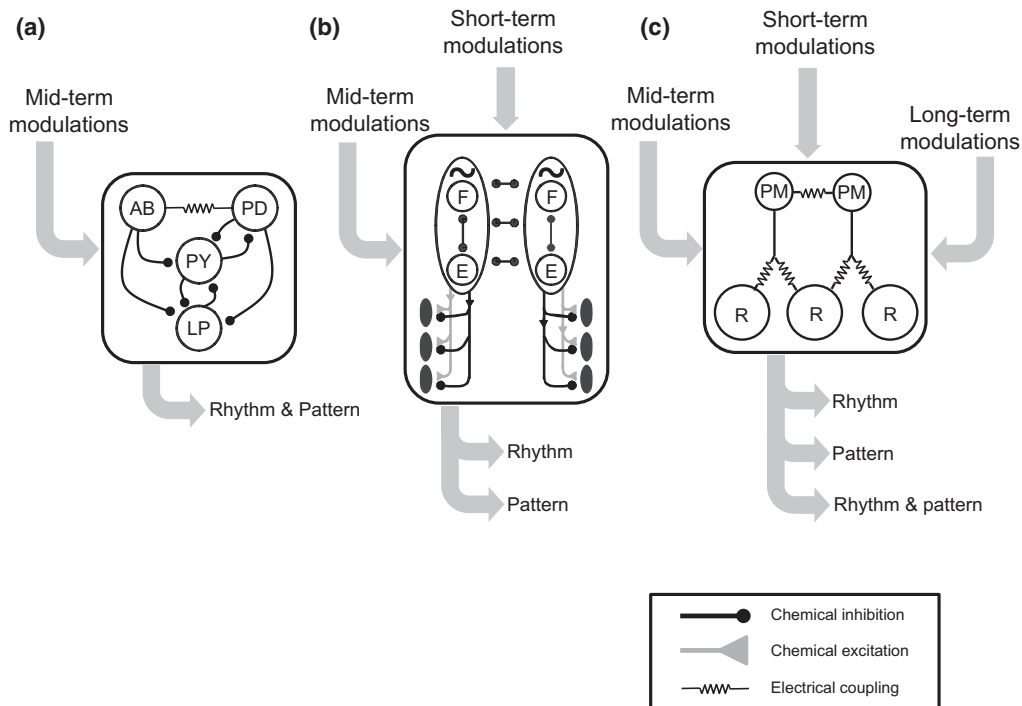 (a)
Mid-term
modulations
AB
PD
PY
LP
Rhythm & Pattern
(b)
Short-term
modulations
Mid-term
modulations
F
F
E
E
Rhythm
Pattern
(c)
Short-term
modulations
Mid-term
modulations
Long-term
modulations
PM
PM
R
R
R
Rhythm
Pattern
Rhythm & pattern
Chemical inhibition
Chemical excitation
Electrical coupling